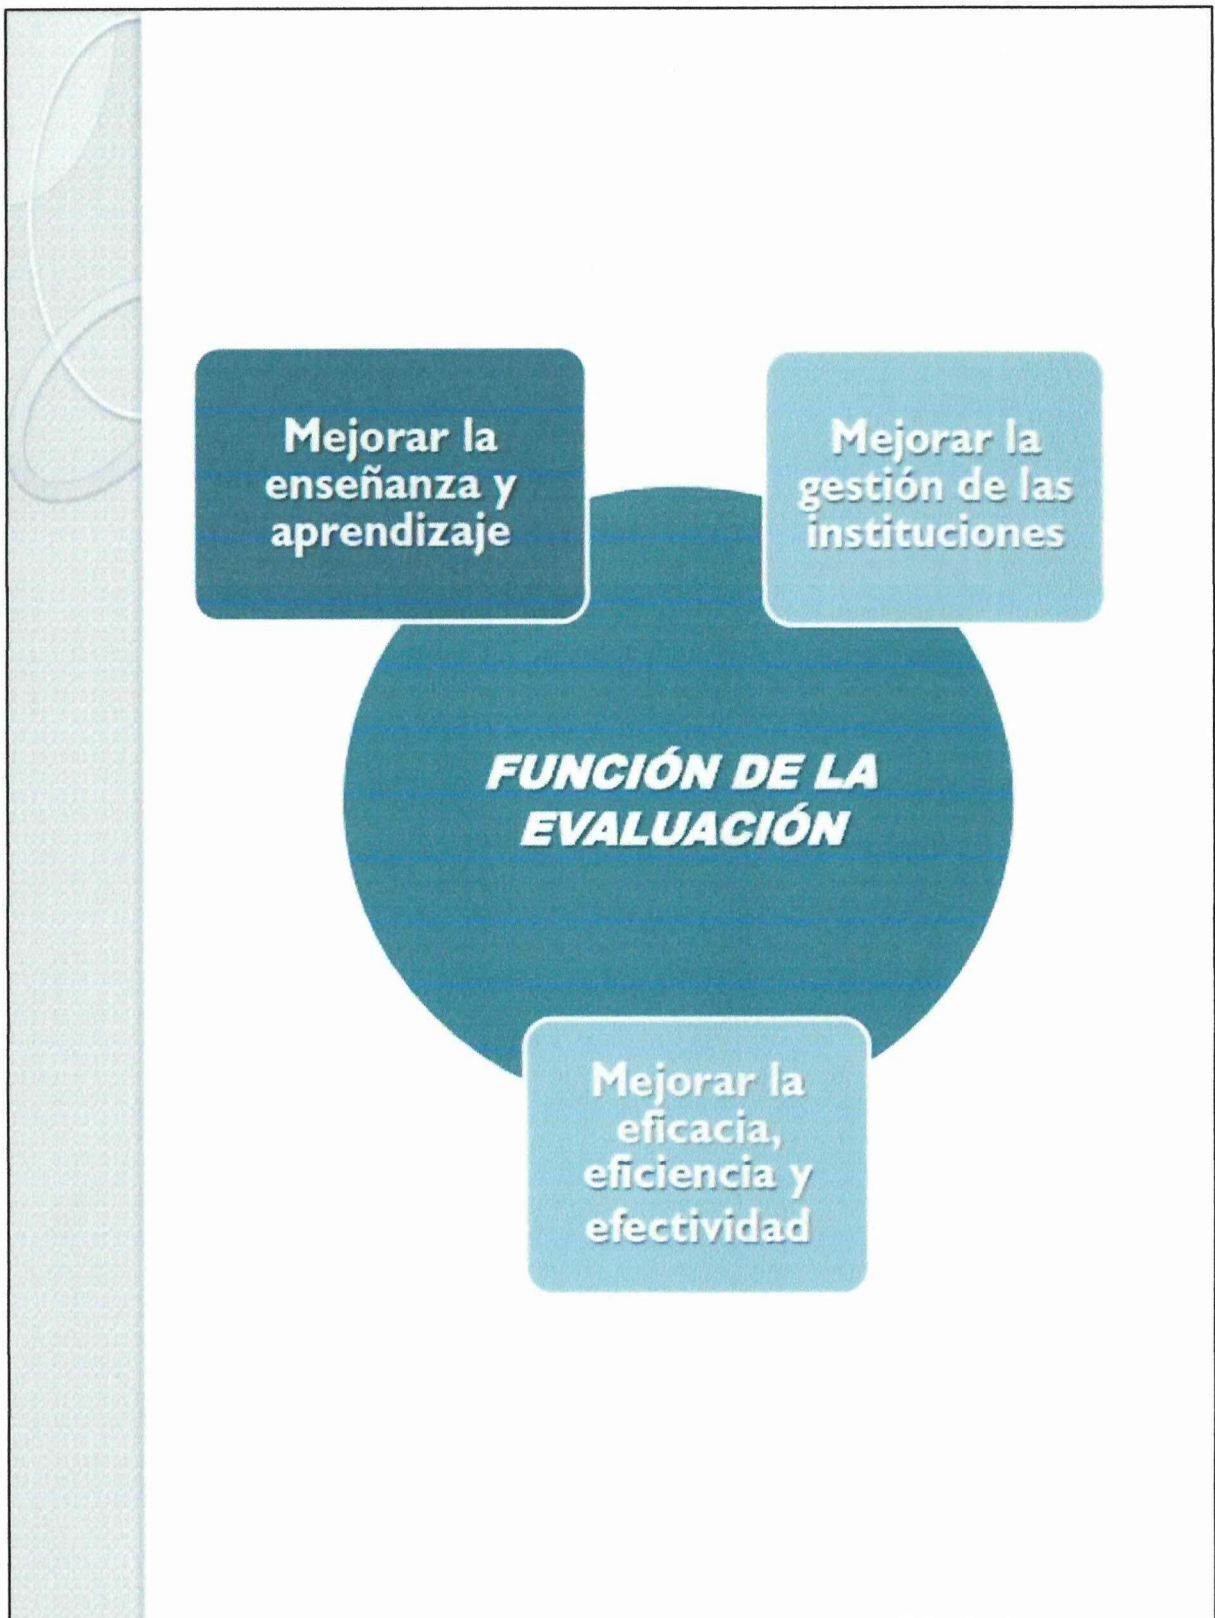 Mejorar la
enseñanza y
aprendizaje
Mejorar la
gestión de las
instituciones
FUNCIÓN DE LA
EVALUACIÓN
Mejorar la
eficacia,
eficiencia y
efectividad